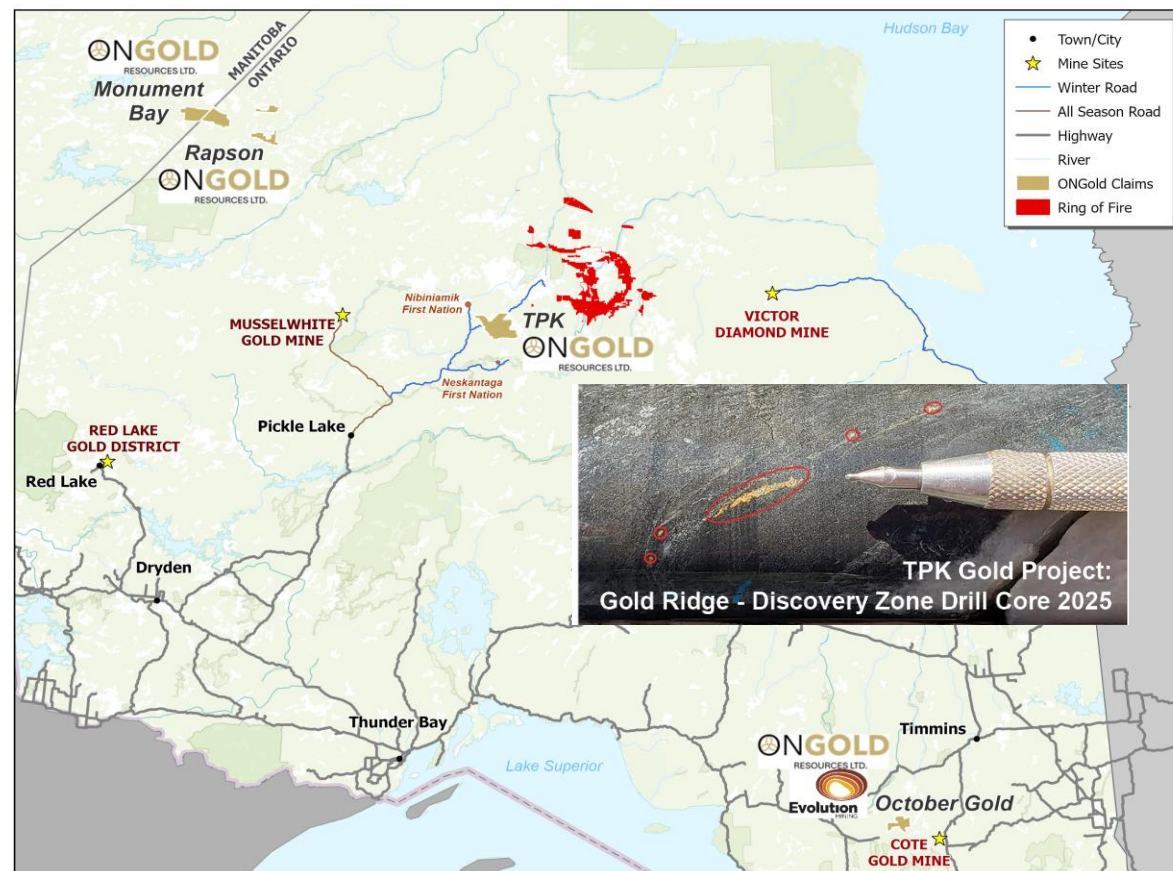 Hudson Bay
Town/City
Mine Sites
Winter Road
All Season Road
Highway
River
ONGold Claims
Ring of Fire
ONGOLD
RESOURCES LTD.
MANITOBA
ONTARIO
Monument
Bay
Rapson
ONGOLD
RESOURCES LTD.
Nibiniamik
First Nation
MUSSELWHITE
GOLD MINE
TPK
ONGOLD
RESOURCES LTD.
VICTOR
DIAMOND MINE
Neskantaga
First Nation
Pickle Lake
RED LAKE
GOLD DISTRICT
Red Lake
Dryden
TPK Gold Project:
Gold Ridge - Discovery Zone Drill Core 2025
Thunder Bay
Lake Superior
Timmins
ONGOLD
RESOURCES LTD.
Evolution
MINING
October Gold
COTE
GOLD MINE